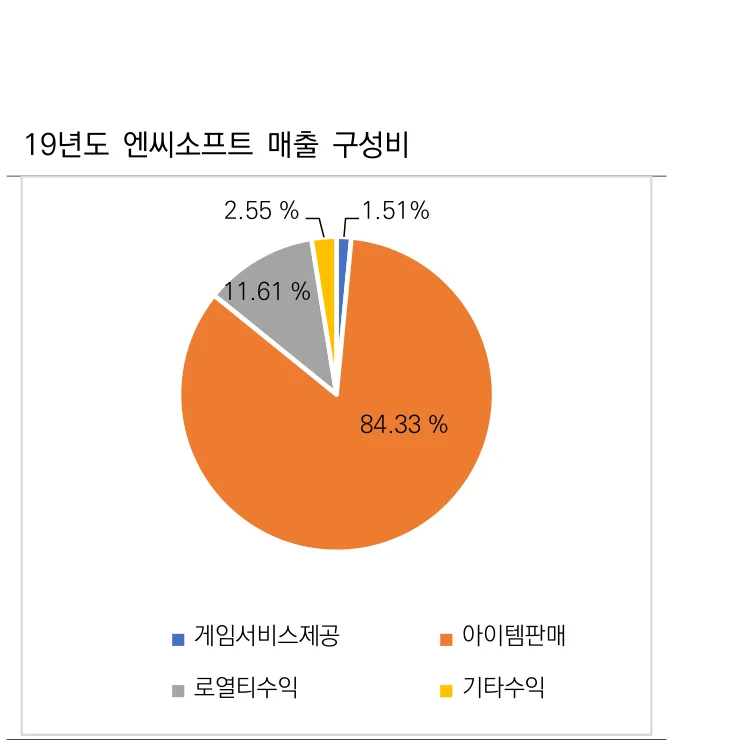 19년도 엔씨소프트 매출 구성비
2.55 % 1.51%
11.61 %
84.33 %
게임서비스제공 아이템판매
로열티수익 기타수익